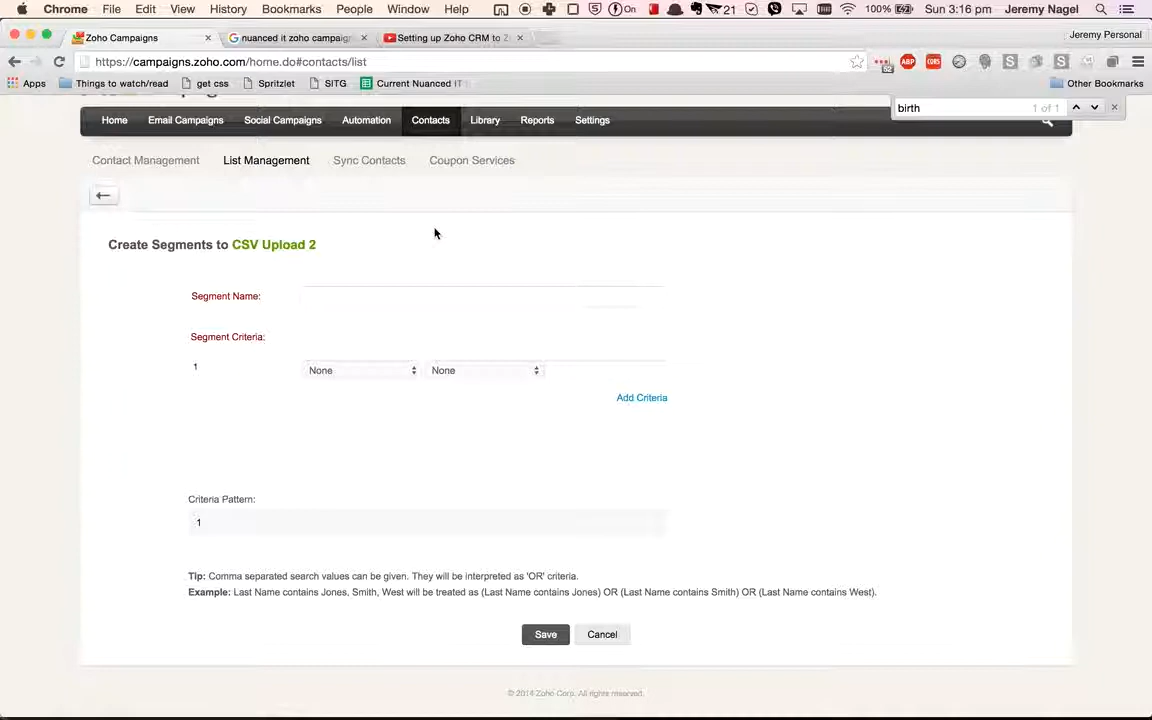 Chrome File Edit View History Bookmarks People Window Help On 21 100% Sun 3:16 pm Jeremy Nagel
Zoho Campaigns nuanced it zoho campaig Setting up Zoho CRM to Jeremy Personal
https://campaigns.zoho.com/home.do#contacts/list ABP
Apps Things to watch/read get css Spritzlet SITG Current Nuanced IT Other Bookmarks
birth 1 of 1
Home Email Campaigns Social Campaigns Automation Contacts Library Reports Settings
Contact Management List Management Sync Contacts Coupon Services
Create Segments to CSV Upload 2
Segment Name:
Segment Criteria:
1 None None
Add Criteria
Criteria Pattern:
1
Tip: Comma separated search values can be given. They will be interpreted as 'OR' criteria.
Example: Last Name contains Jones, Smith, West will be treated as (Last Name contains Jones) OR (Last Name contains Smith) OR (Last Name contains West).
Save Cancel
© 2014 Zoho Corp. All rights reserved.